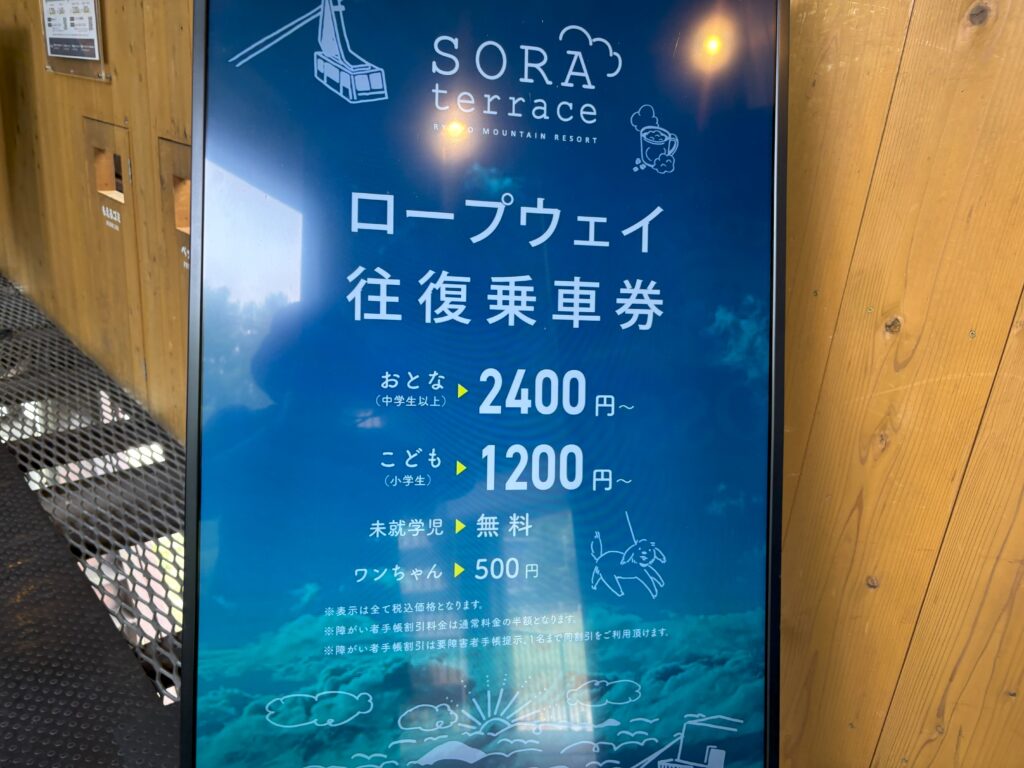 SORA
terrace
RYUOO MOUNTAIN RESORT
ロープウェイ
往復乗車券
おとな
(中学生以上)
2400円~
こども
(小学生)
1200円~
未就学児 無料
ワンちゃん 500円
※表示は全て税込価格となります。
※障がい者手帳割引料金は通常料金の半額となります。
※障がい者手帳割引は要障害者手帳提示、1名まで同割引をご利用頂けます。
もえるゴミ